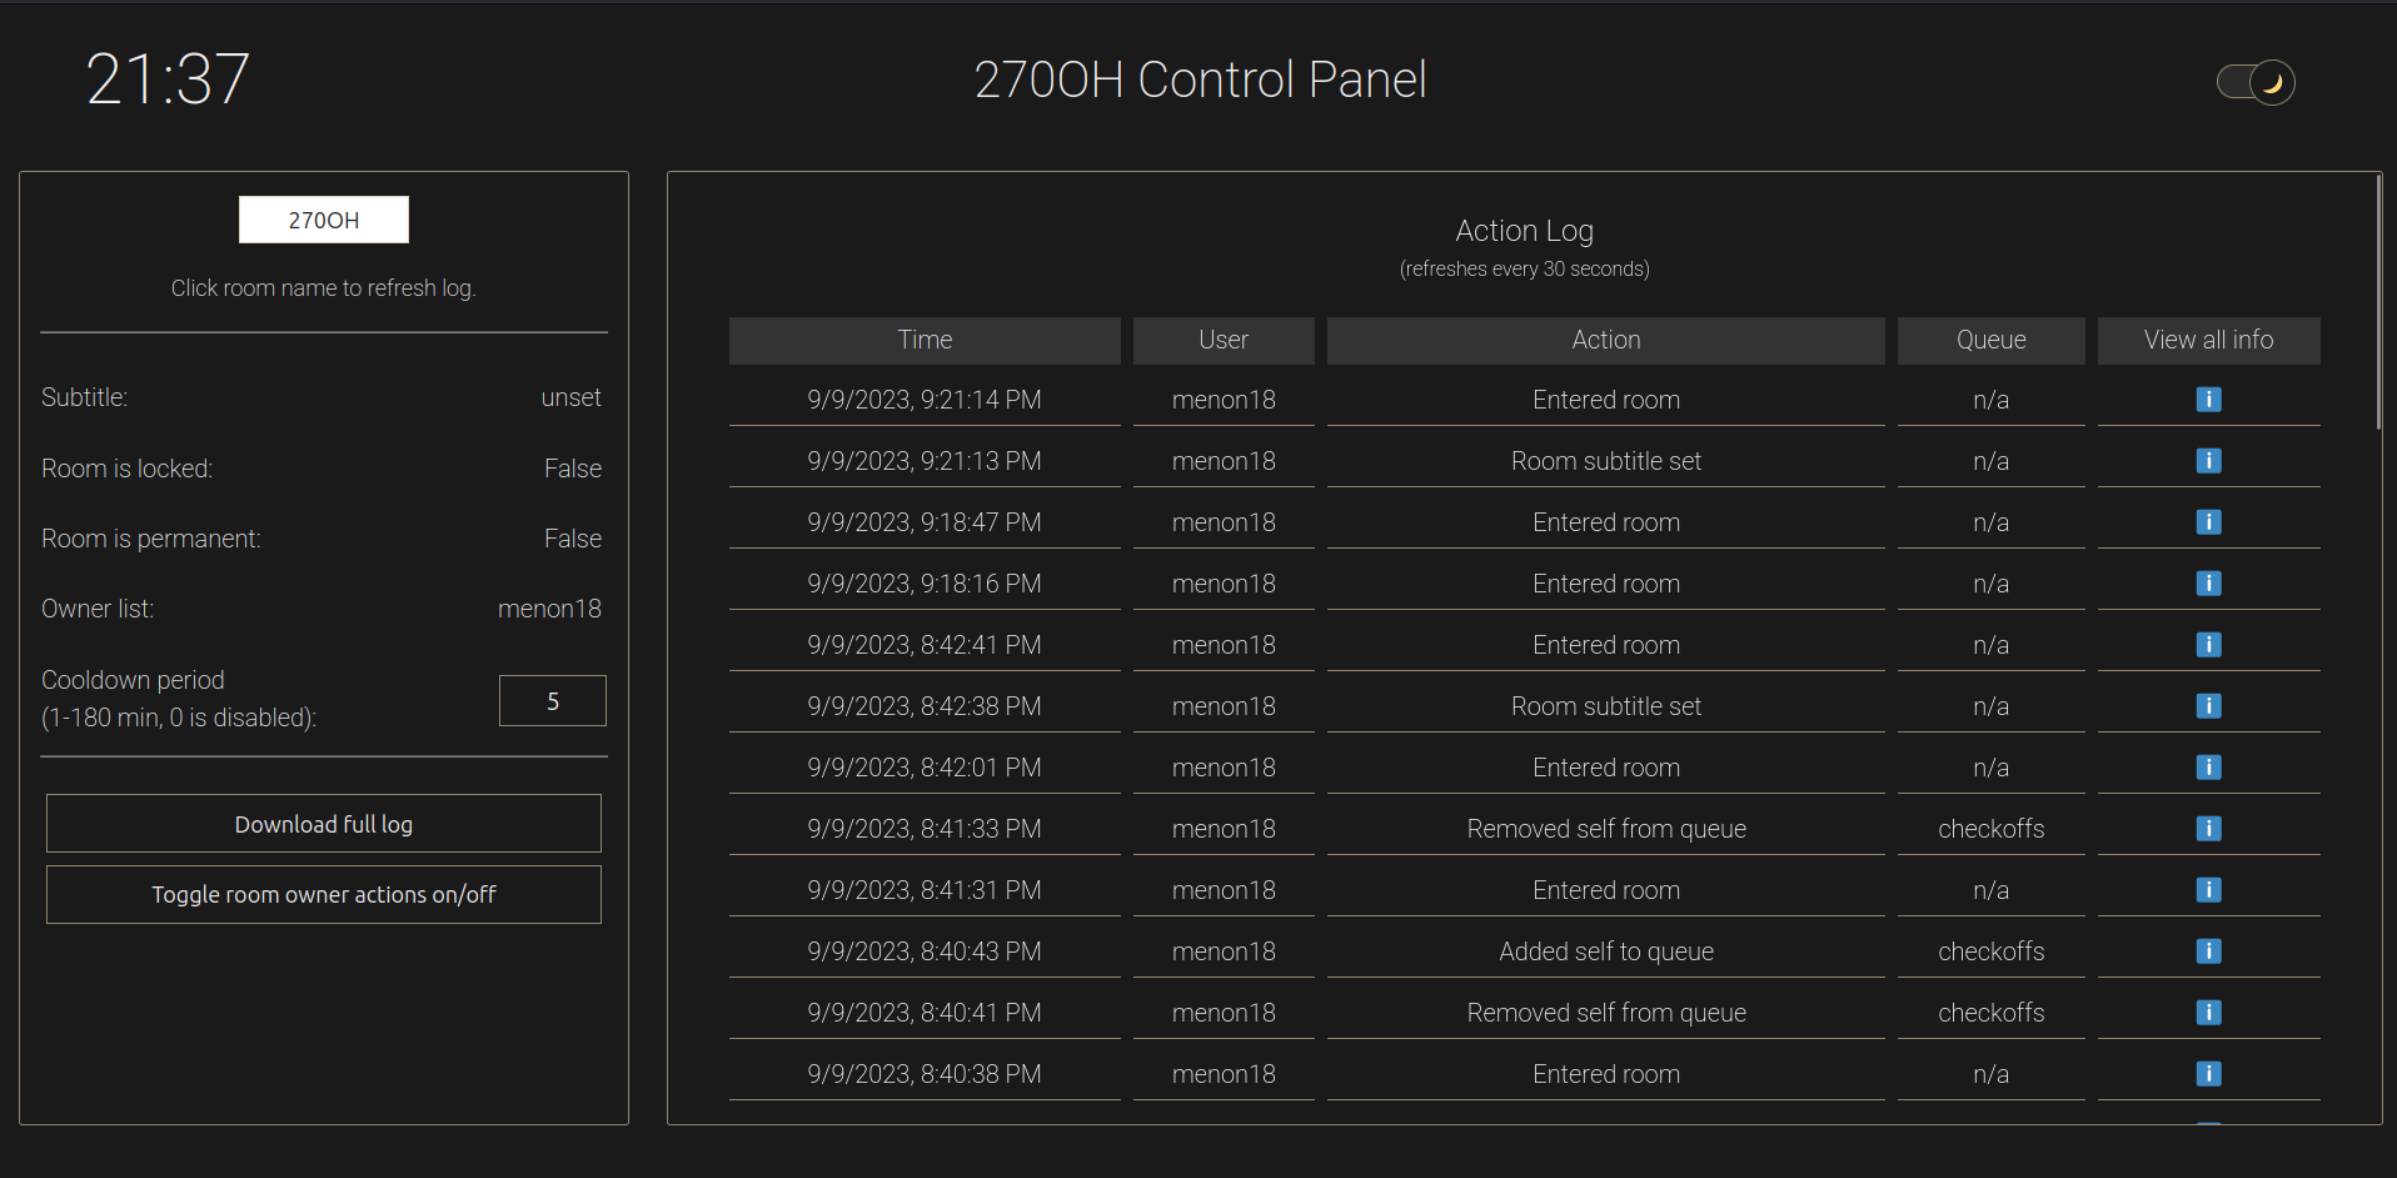 21:37
270OH Control Panel
270OH
Click room name to refresh log.
Subtitle: unset
Room is locked: False
Room is permanent: False
Owner list: menon18
Cooldown period
(1-180 min, 0 is disabled): 5
Download full log
Toggle room owner actions on/off
Action Log
(refreshes every 30 seconds)
Time User Action Queue View all info
9/9/2023, 9:21:14 PM menon18 Entered room n/a i
9/9/2023, 9:21:13 PM menon18 Room subtitle set n/a i
9/9/2023, 9:18:47 PM menon18 Entered room n/a i
9/9/2023, 9:18:16 PM menon18 Entered room n/a i
9/9/2023, 8:42:41 PM menon18 Entered room n/a i
9/9/2023, 8:42:38 PM menon18 Room subtitle set n/a i
9/9/2023, 8:42:01 PM menon18 Entered room n/a i
9/9/2023, 8:41:33 PM menon18 Removed self from queue checkoffs i
9/9/2023, 8:41:31 PM menon18 Entered room n/a i
9/9/2023, 8:40:43 PM menon18 Added self to queue checkoffs i
9/9/2023, 8:40:41 PM menon18 Removed self from queue checkoffs i
9/9/2023, 8:40:38 PM menon18 Entered room n/a i